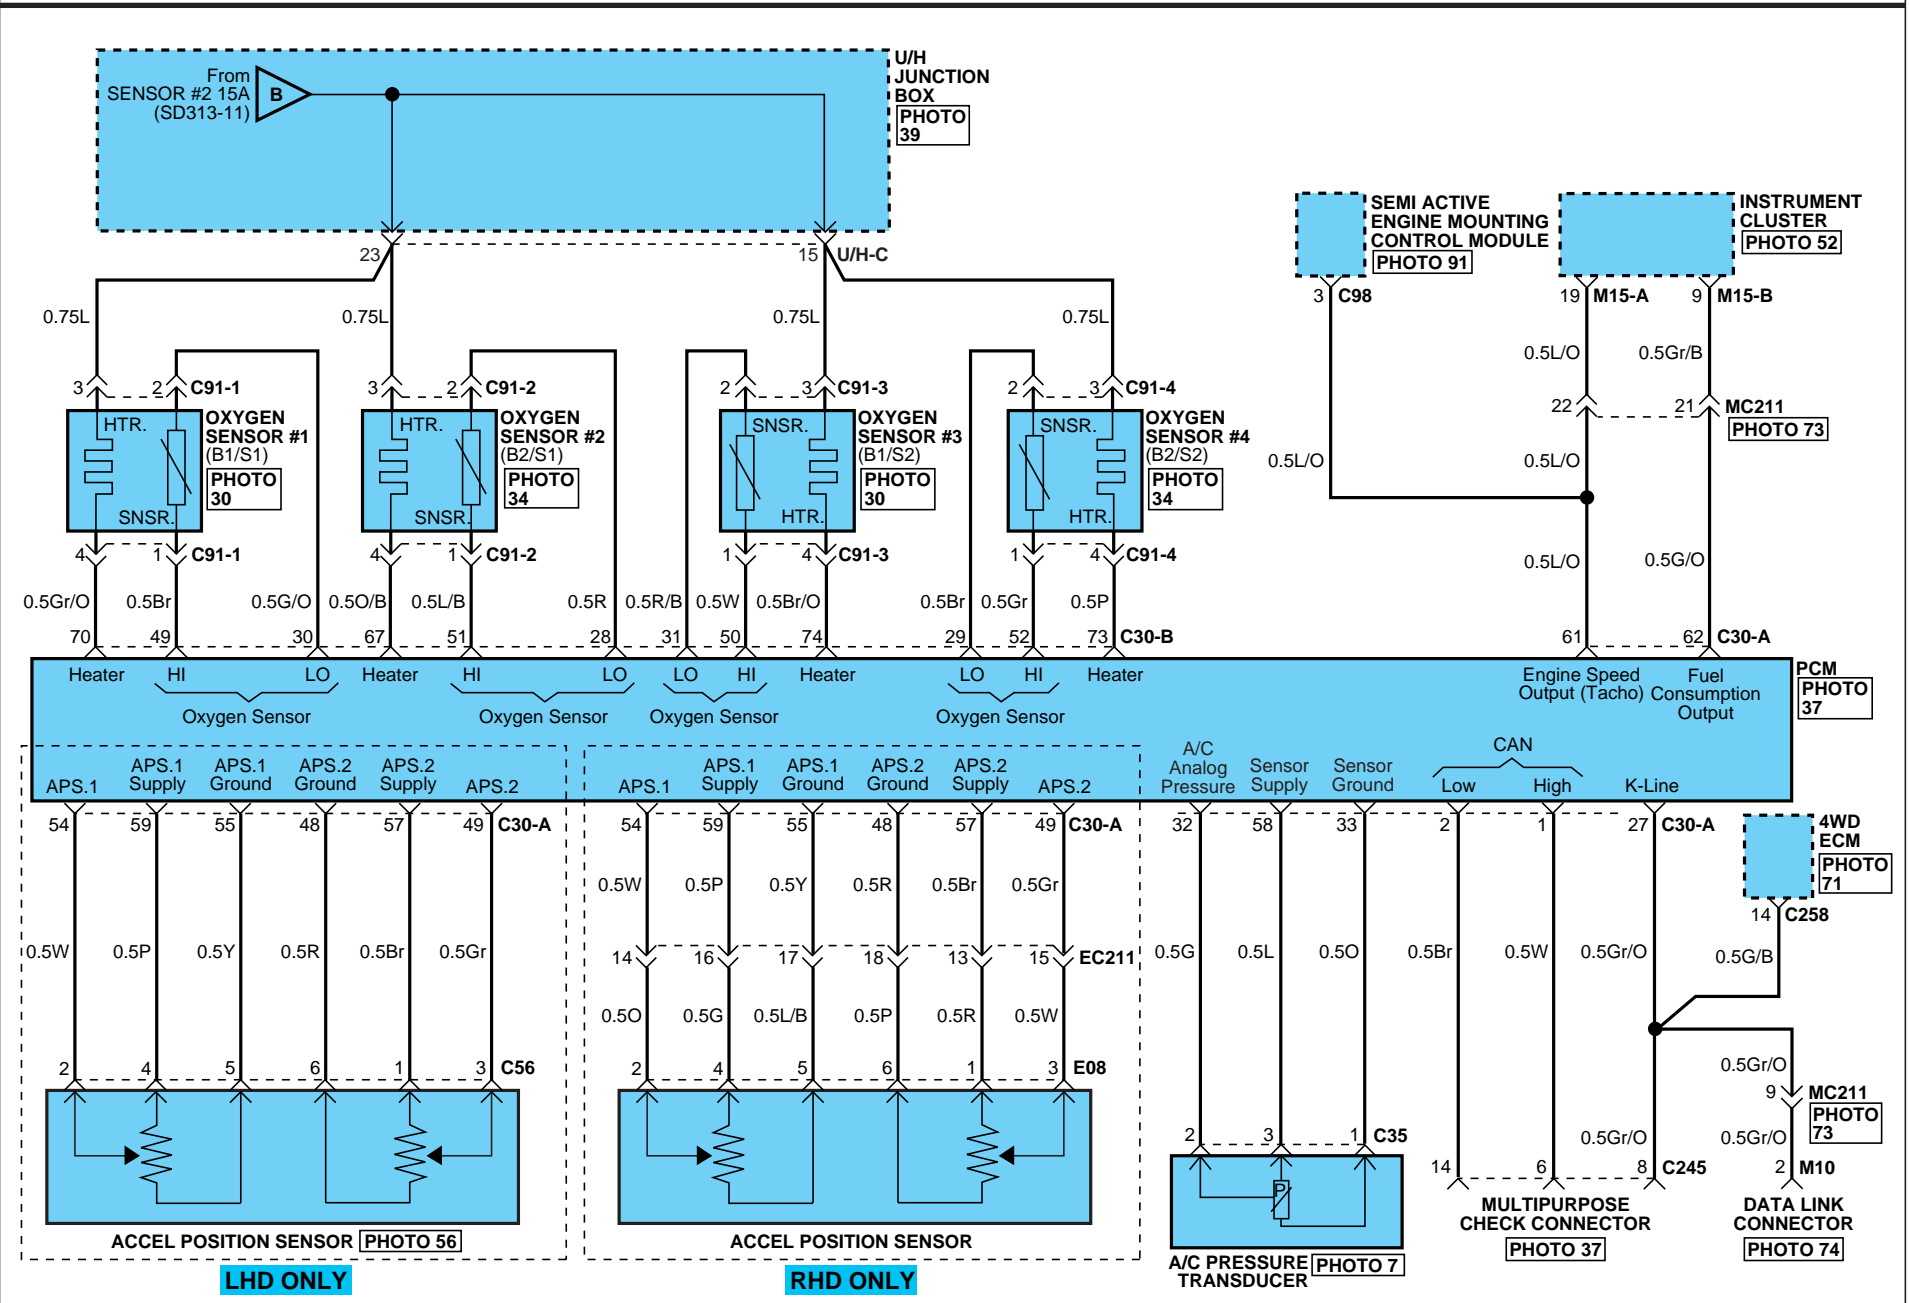 From
SENSOR #2 15A
(SD313-11)
B
U/H
JUNCTION
BOX
PHOTO
39
23
15
U/H-C
SEMI ACTIVE
ENGINE MOUNTING
CONTROL MODULE
PHOTO 91
INSTRUMENT
CLUSTER
PHOTO 52
3 C98
19 M15-A
9 M15-B
0.75L 0.75L 0.75L 0.75L
0.5L/O 0.5Gr/B
3 2 C91-1
3 2 C91-2
2 3 C91-3
2 3 C91-4
22 21 MC211
PHOTO 73
HTR.
SNSR.
OXYGEN
SENSOR #1
(B1/S1)
PHOTO
30
HTR.
SNSR.
OXYGEN
SENSOR #2
(B2/S1)
PHOTO
34
SNSR.
HTR.
OXYGEN
SENSOR #3
(B1/S2)
PHOTO
30
SNSR.
HTR.
OXYGEN
SENSOR #4
(B2/S2)
PHOTO
34
0.5L/O 0.5L/O
4 1 C91-1
4 1 C91-2
1 4 C91-3
1 4 C91-4
0.5L/O 0.5G/O
0.5Gr/O 0.5Br 0.5G/O 0.5O/B 0.5L/B 0.5R 0.5R/B 0.5W 0.5Br/O 0.5Br 0.5Gr 0.5P
70 49 30 67 51 28 31 50 74 29 52 73 C30-B
61 62 C30-A
Heater HI LO Heater HI LO LO HI Heater LO HI Heater
Oxygen Sensor Oxygen Sensor Oxygen Sensor Oxygen Sensor
Engine Speed
Output (Tacho)
Fuel
Consumption
Output
PCM
PHOTO
37
APS.1
APS.1
Supply
APS.1
Ground
APS.2
Ground
APS.2
Supply
APS.2
APS.1
APS.1
Supply
APS.1
Ground
APS.2
Ground
APS.2
Supply
APS.2
A/C
Analog
Pressure
Sensor
Supply
Sensor
Ground
CAN
Low High
K-Line
54 59 55 48 57 49 C30-A
54 59 55 48 57 49 C30-A
32 58 33 2 1 27 C30-A
4WD
ECM
PHOTO
71
14 C258
0.5W 0.5P 0.5Y 0.5R 0.5Br 0.5Gr
0.5W 0.5P 0.5Y 0.5R 0.5Br 0.5Gr
14 16 17 18 13 15 EC211
0.5G 0.5L 0.5O 0.5Br 0.5W 0.5Gr/O 0.5G/B
0.5O 0.5G 0.5L/B 0.5P 0.5R 0.5W
2 4 5 6 1 3 C56
2 4 5 6 1 3 E08
0.5Gr/O
9 MC211
PHOTO
73
2 3 1 C35
0.5Gr/O 0.5Gr/O
14 6 8 C245
2 M10
P
ACCEL POSITION SENSOR PHOTO 56
LHD ONLY
ACCEL POSITION SENSOR
RHD ONLY
A/C PRESSURE
TRANSDUCER
PHOTO 7
MULTIPURPOSE
CHECK CONNECTOR
PHOTO 37
DATA LINK
CONNECTOR
PHOTO 74